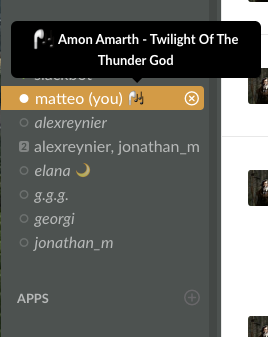 Amon Amarth - Twilight Of The
Thunder God
slackbot
matteo (you)
alexreynier
2 alexreynier, jonathan_m
elana
g.g.g.
georgi
jonathan_m
APPS